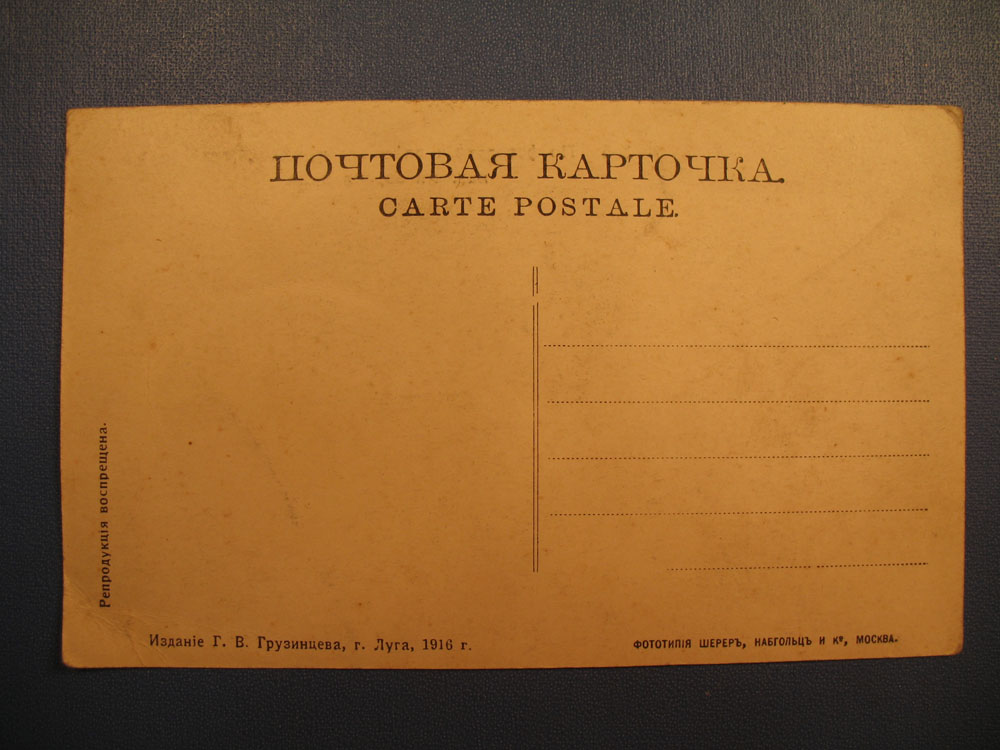 ПОЧТОВАЯ КАРТОЧКА.
CARTE POSTALE.
Репродукція воспрещена.
Изданіе Г. В. Грузинцева, г. Луга, 1916 г.
ФОТОТИПІЯ ШЕРЕРЪ, НАБГОЛЬЦЪ И Кº, МОСКВА.